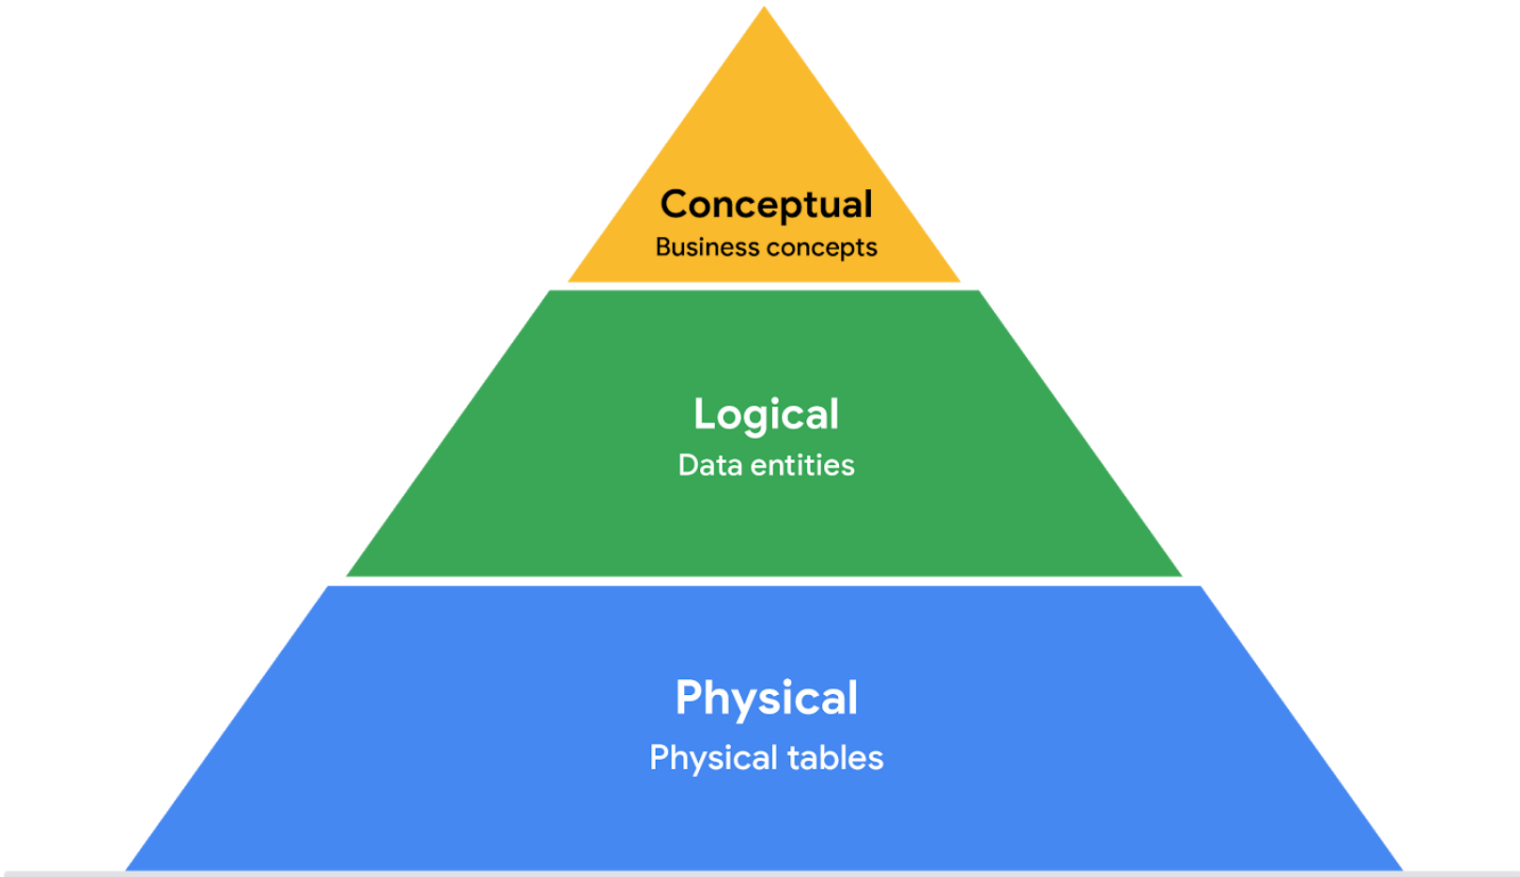 Conceptual
Business concepts
Logical
Data entities
Physical
Physical tables